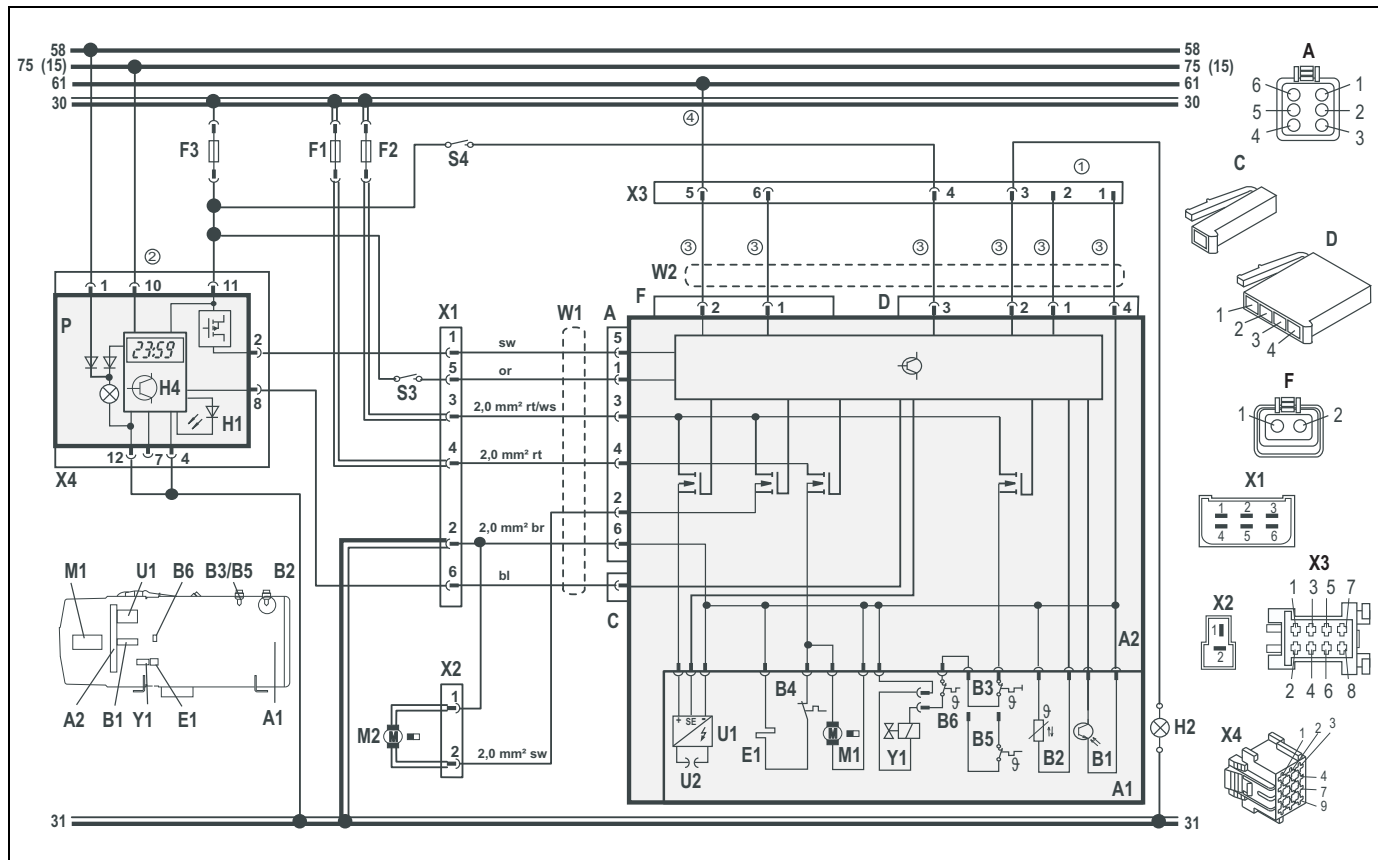 58 58
75 (15) 75 (15)
61 61
30 30
A
6 1
5 2
4 3
F3 F1 F2 S4 ④ ①
X3 5 6 4 3 2 1
C
② ③ ③ ③ ③ ③ ③
W2
D
1
2
3
4
1 10 11
F 2 1 D 3 2 1 4
P X1 W1 A
23:59 2 1 sw 5
5 or 1
H4 8 S3
H1 3 2,0 mm² rt/ws 3
F
1 2
12 7 4 4 2,0 mm² rt 4
X4
2
X1
1 2 3
4 5 6
2 2,0 mm² br 6
M1 U1 B6 B3/B5 B2
6 bl
C
X3
1 3 5 7
X2
1
2
2 4 6 8
A2
A2 B1 Y1 E1 A1
X2
1
M2 M
2 2,0 mm² sw
+ SE - U1
U2
E1
B4
M M1
Y1
B6
B3 ϑ
ϑ
B5 ϑ
ϑ
B2
B1
A1
H2
X4
1 2 3
4
7
9
31 31